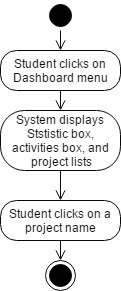 Student clicks on
Dashboard menu
System displays
Ststistic box,
activities box, and
project lists
Student clicks on a
project name